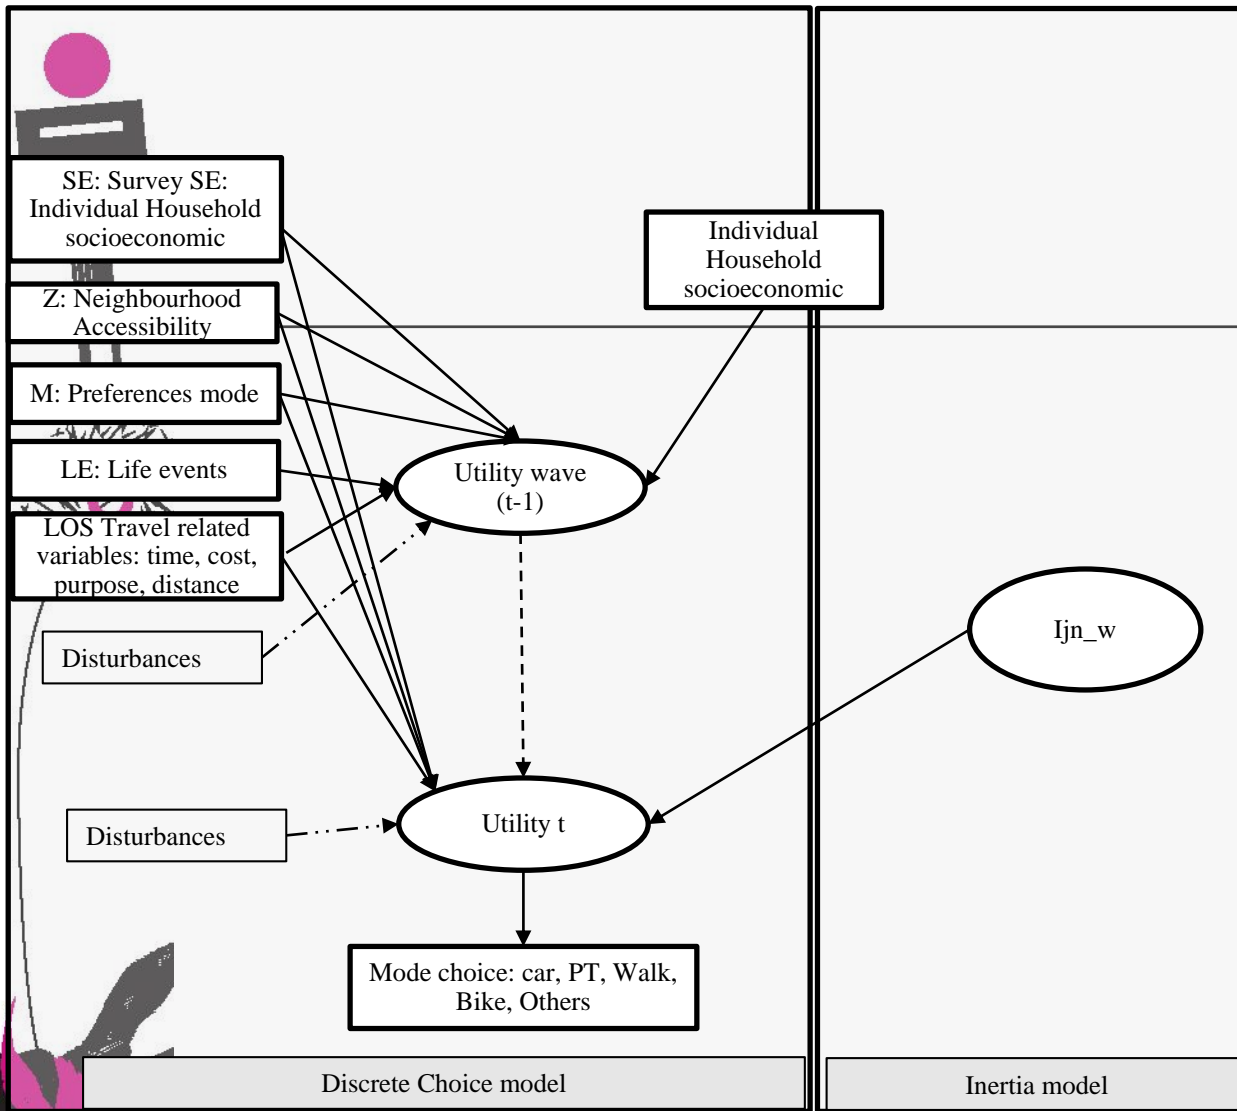 SE: Survey SE:
Individual Household
socioeconomic
Individual
Household
socioeconomic
Z: Neighbourhood
Accessibility
M: Preferences mode
LE: Life events
Utility wave
(t-1)
LOS Travel related
variables: time, cost,
purpose, distance
Disturbances
Ijn_w
Disturbances
Utility t
Mode choice: car, PT, Walk,
Bike, Others
Discrete Choice model
Inertia model